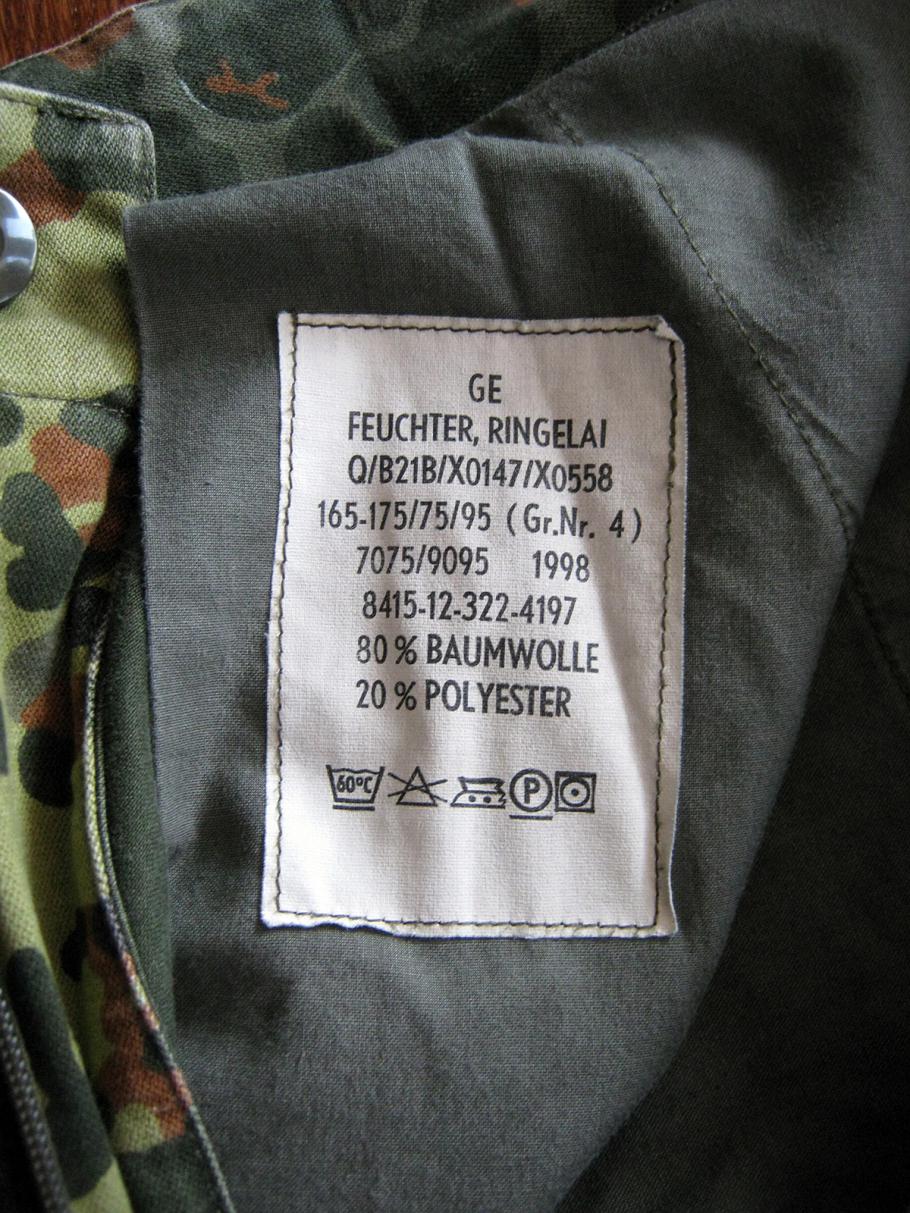 GE
FEUCHTER, RINGELAI
Q/B21B/X0147/X0558
165-175/75/95 (Gr.Nr. 4)
7075/9095 1998
8415-12-322-4197
80 % BAUMWOLLE
20 % POLYESTER
60°C P